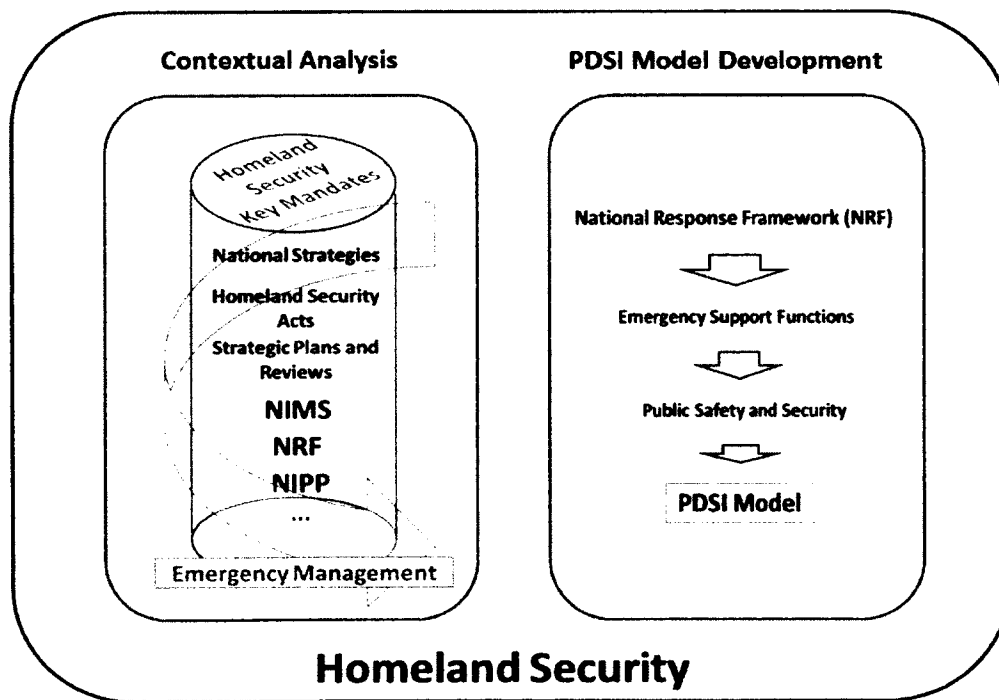 Contextual Analysis
Homeland
Security
Key Mandates
National Strategies
Homeland Security
Acts
Strategic Plans and
Reviews
NIMS
NRF
NIPP
...
Emergency Management
PDSI Model Development
National Response Framework (NRF)
Emergency Support Functions
Public Safety and Security
PDSI Model
Homeland Security